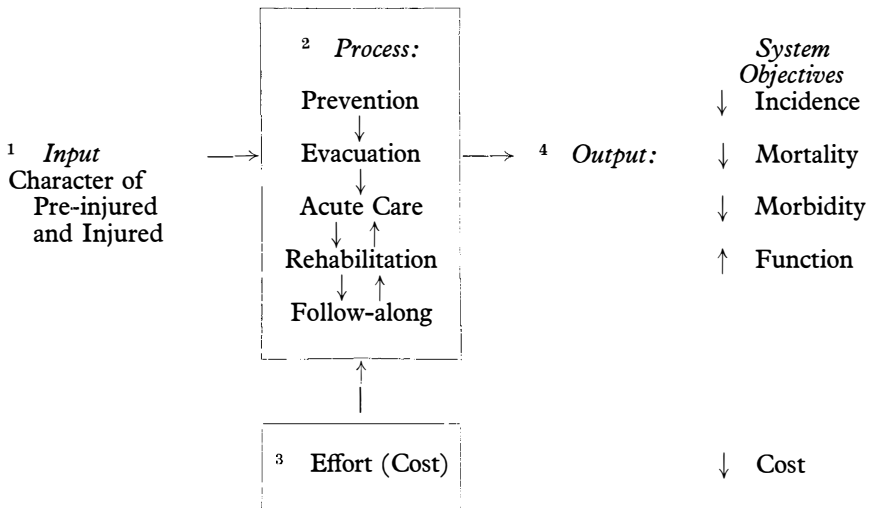 1 Input
Character of
Pre-injured
and Injured
2 Process:
Prevention
↓
Evacuation
↓
Acute Care
↓ ↑
Rehabilitation
↓ ↑
Follow-along
3 Effort (Cost)
4 Output:
System
Objectives
↓ Incidence
↓ Mortality
↓ Morbidity
↑ Function
↓ Cost